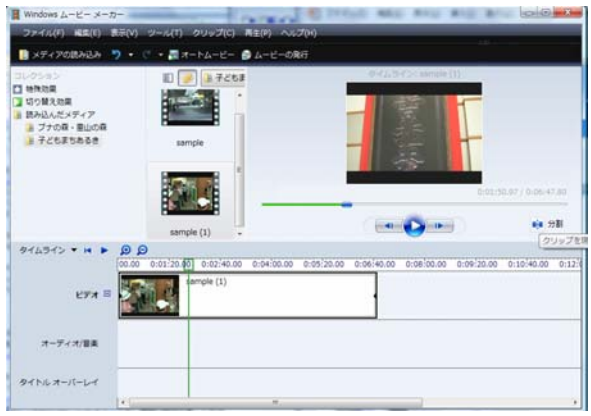 Windows ムービー メーカー
ファイル(F) 編集(E) 表示(V) ツール(T) クリップ(C) 再生(P) ヘルプ(H)
メディアの読み込み オートムービー ムービーの発行
コレクション
特殊効果
切り替え効果
読み込んだメディア
ブナの森・里山の森
子どもまちあるき
子どもま
sample
sample (1)
タイムライン: sample (1)
0:01:50.87 / 0:06:47.80
分割
クリップを
タイムライン
00.00 0:01:20.00 0:02:40.00 0:04:00.00 0:05:20.00 0:06:40.00 0:08:00.00 0:09:20.00 0:10:40.00 0:12:
ビデオ
sample (1)
オーディオ/音楽
タイトル オーバーレイ